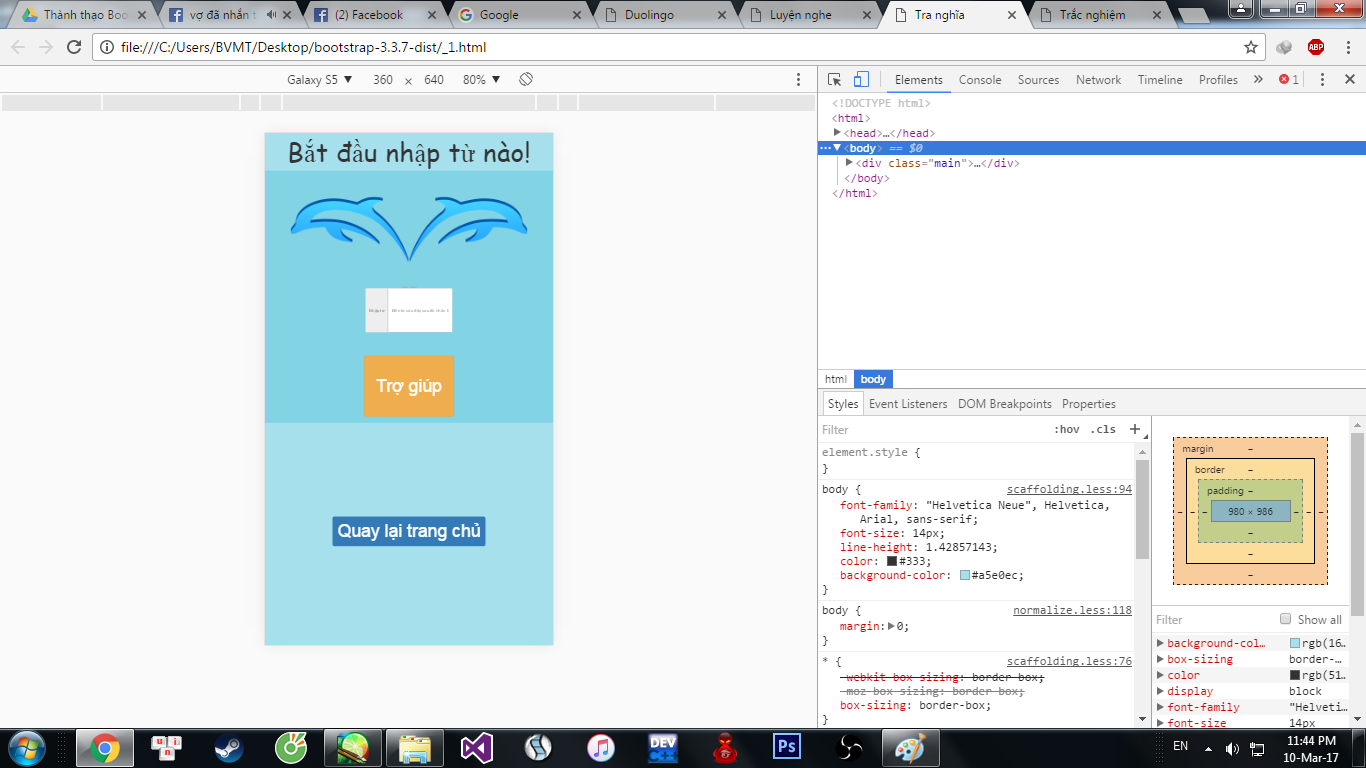 Thành thạo Boo
vợ đã nhắn t
(2) Facebook
Google
Duolingo
Luyện nghe
Tra nghĩa
Trắc nghiệm
file:///C:/Users/BVMT/Desktop/bootstrap-3.3.7-dist/_1.html
ABP
Galaxy S5 ▼ 360 × 640 80% ▼
Elements Console Sources Network Timeline Profiles » 1
<!DOCTYPE html>
<html>
<head>…</head>
<body> == $0
<div class="main">…</div>
</body>
</html>
Bắt đầu nhập từ nào!
Nhập từ
Trợ giúp
Quay lại trang chủ
html body
Styles Event Listeners DOM Breakpoints Properties
Filter :hov .cls +
element.style {
}
body { scaffolding.less:94
font-family: "Helvetica Neue", Helvetica,
Arial, sans-serif;
font-size: 14px;
line-height: 1.42857143;
color: #333;
background-color: #a5e0ec;
}
body { normalize.less:118
margin: 0;
}
* { scaffolding.less:76
-webkit-box-sizing: border-box;
-moz-box-sizing: border-box;
box-sizing: border-box;
}
margin –
border –
padding –
– – – 980 × 986 – – –
–
–
–
Filter Show all
background-col… rgb(16…
box-sizing border-…
color rgb(51…
display block
font-family "Helveti…
font-size 14px
uni
DEV
C++
Ps
EN
11:44 PM
10-Mar-17